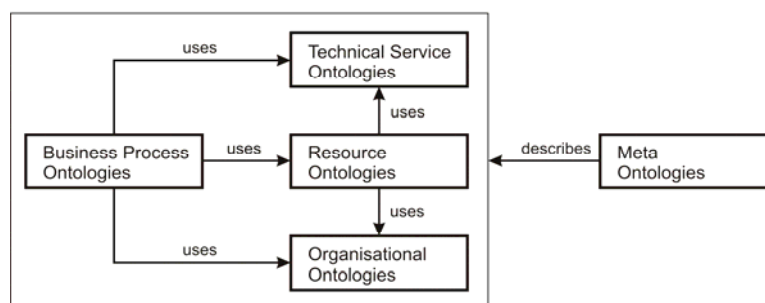 uses
Technical Service
Ontologies
uses
Business Process
Ontologies
uses
Resource
Ontologies
describes
Meta
Ontologies
uses
uses
Organisational
Ontologies